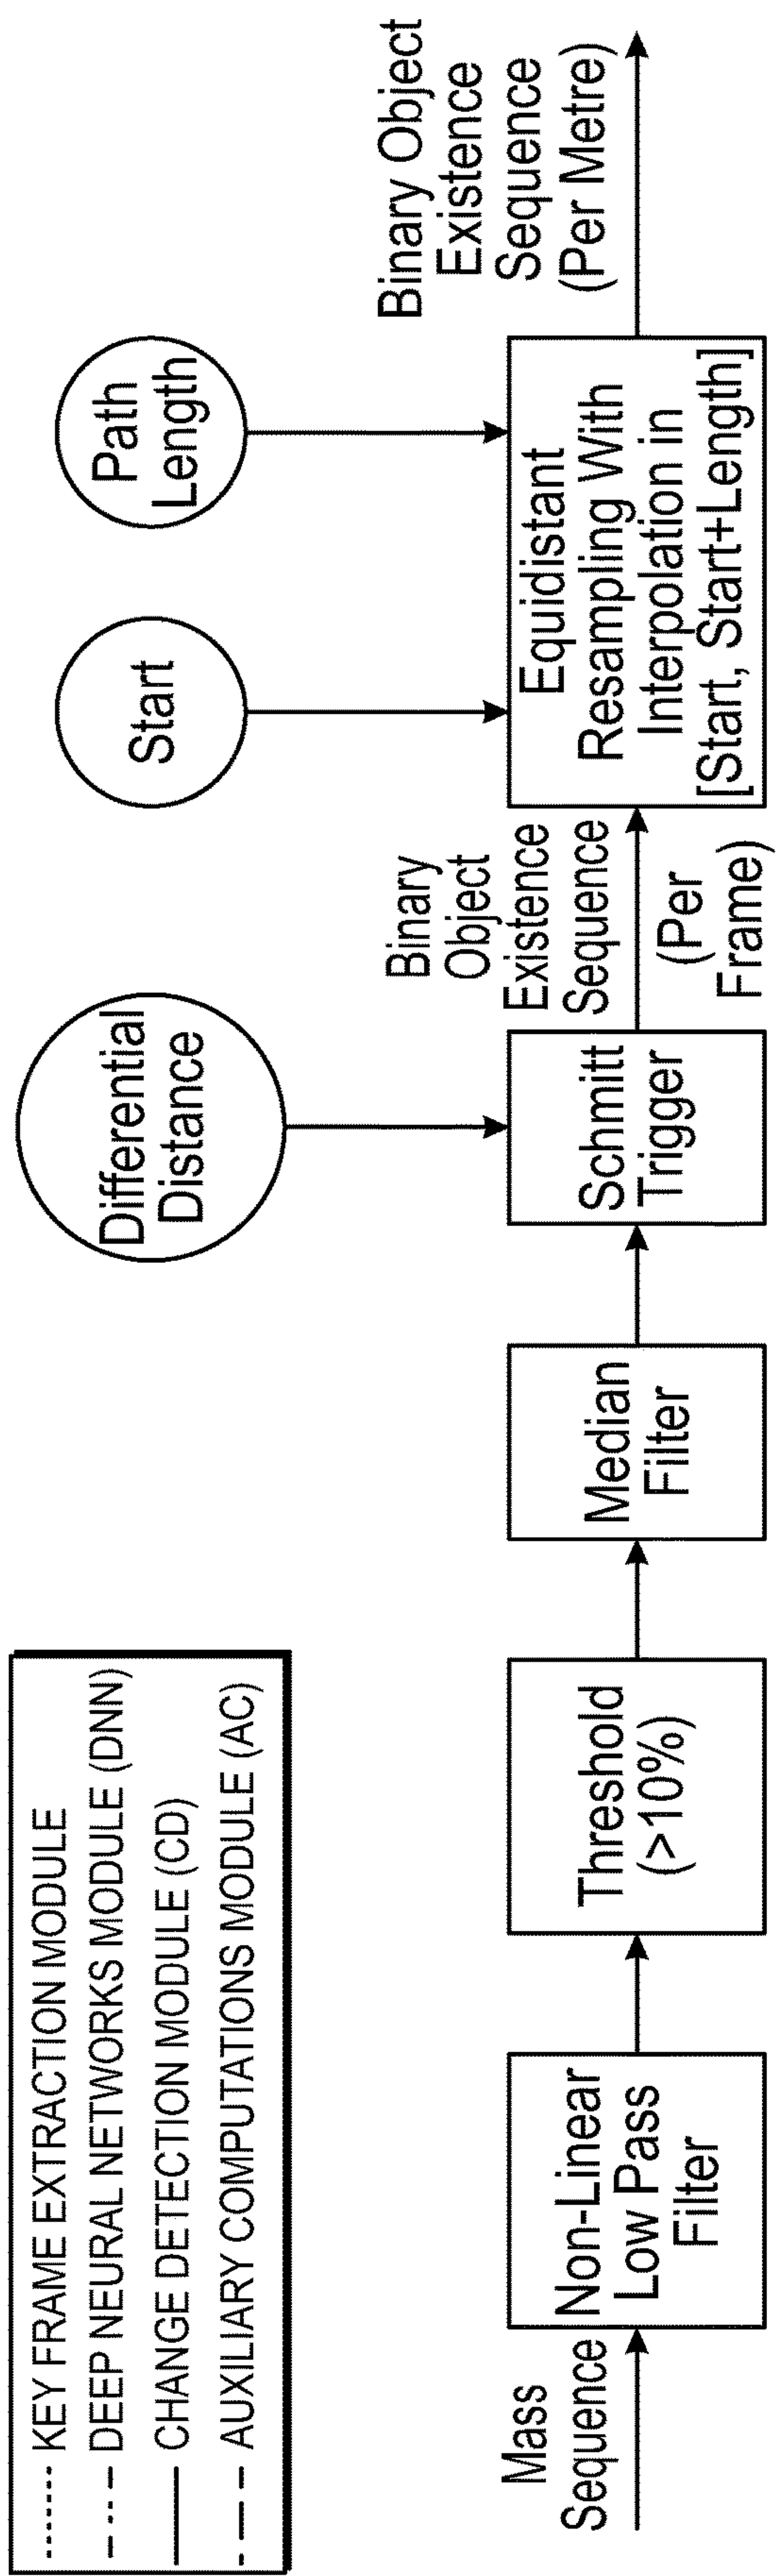 KEY FRAME EXTRACTION MODULE
DEEP NEURAL NETWORKS MODULE (DNN)
CHANGE DETECTION MODULE (CD)
AUXILIARY COMPUTATIONS MODULE (AC)
Differential
Distance
Start
Path
Length
Mass
Sequence
Non-Linear
Low Pass
Filter
Threshold
(>10%)
Median
Filter
Schmitt
Trigger
Binary
Object
Existence
Sequence
(Per
Frame)
Equidistant
Resampling With
Interpolation in
[Start, Start+Length]
Binary Object
Existence
Sequence
(Per Metre)